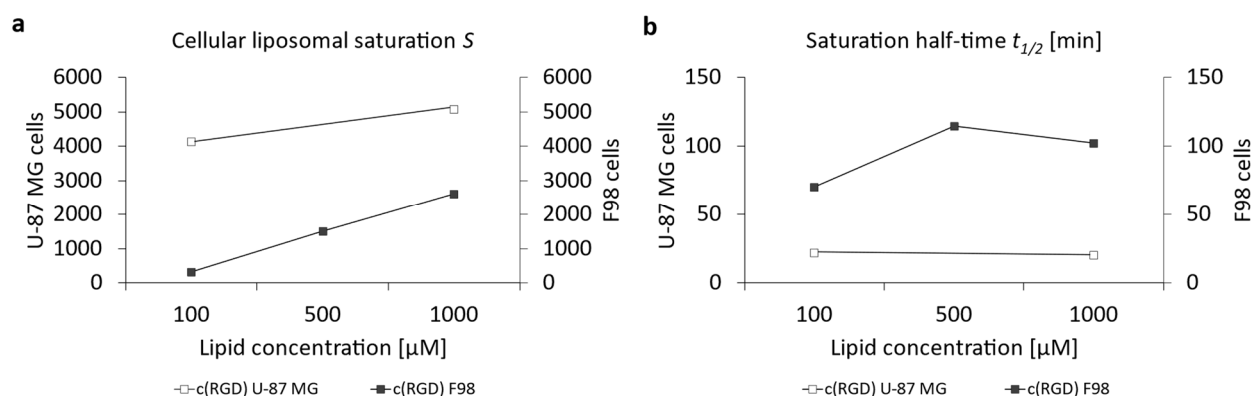 a
Cellular liposomal saturation S
6000
5000
4000
3000
2000
1000
0
U-87 MG cells
6000
5000
4000
3000
2000
1000
0
F98 cells
100 500 1000
Lipid concentration [µM]
c(RGD) U-87 MG c(RGD) F98
b
Saturation half-time t1/2 [min]
150
100
50
0
U-87 MG cells
150
100
50
0
F98 cells
100 500 1000
Lipid concentration [µM]
c(RGD) U-87 MG c(RGD) F98